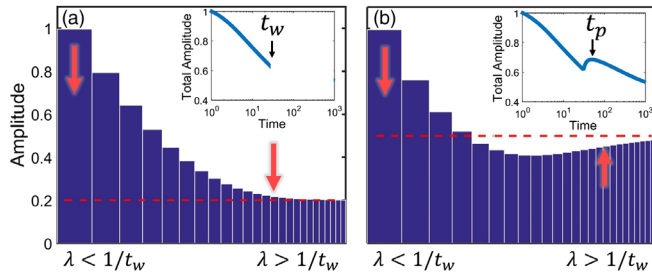 (a)
Amplitude
1
0.8
0.6
0.4
0.2
0
λ < 1/t_w
λ > 1/t_w
Total Amplitude
1
0.8
0.6
0.4
t_w
10^0
10^1
10^2
10^3
Time
(b)
λ < 1/t_w
λ > 1/t_w
Total Amplitude
1
0.8
0.6
0.4
t_p
10^0
10^1
10^2
10^3
Time